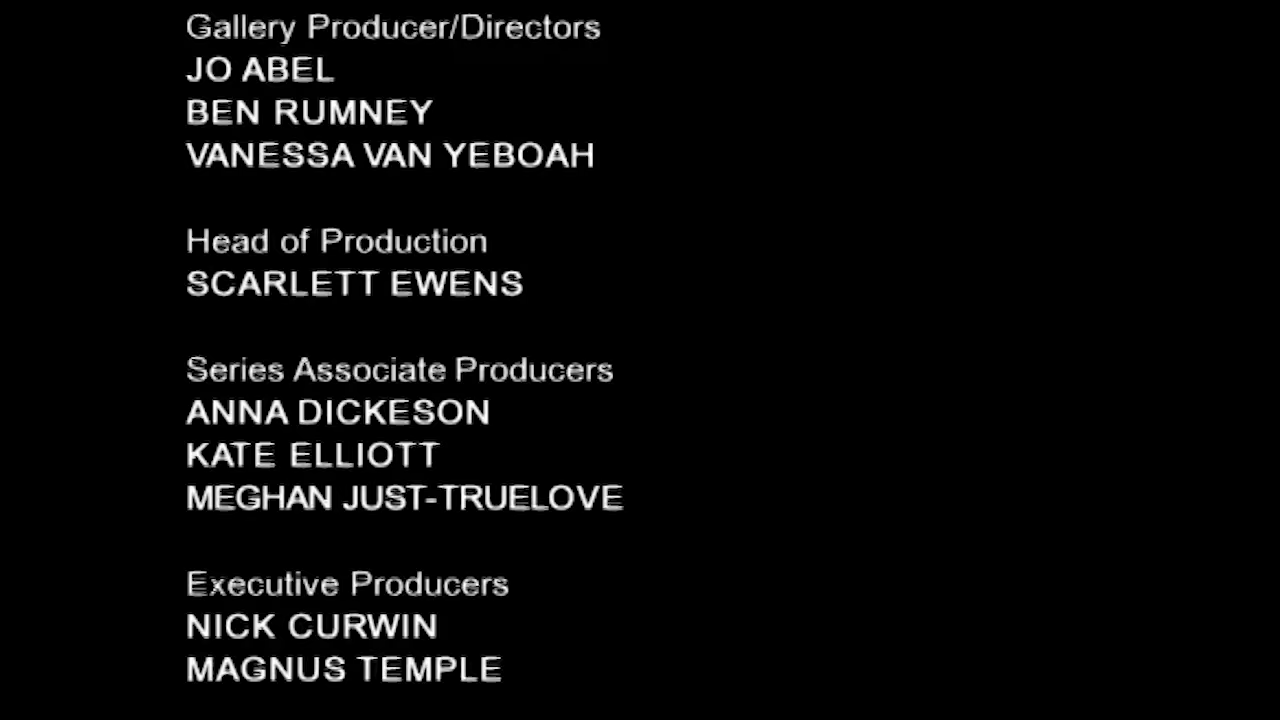 Gallery Producer/Directors
JO ABEL
BEN RUMNEY
VANESSA VAN YEBOAH
Head of Production
SCARLETT EWENS
Series Associate Producers
ANNA DICKESON
KATE ELLIOTT
MEGHAN JUST-TRUELOVE
Executive Producers
NICK CURWIN
MAGNUS TEMPLE